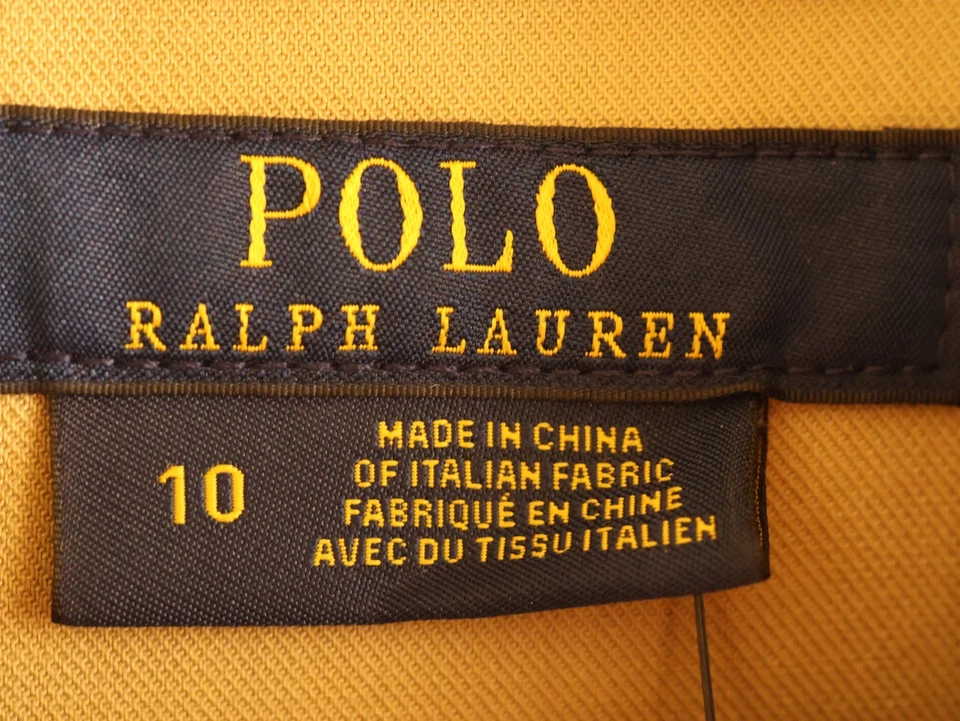 POLO
RALPH LAUREN
10
MADE IN CHINA
OF ITALIAN FABRIC
FABRIQUÉ EN CHINE
AVEC DU TISSU ITALIEN